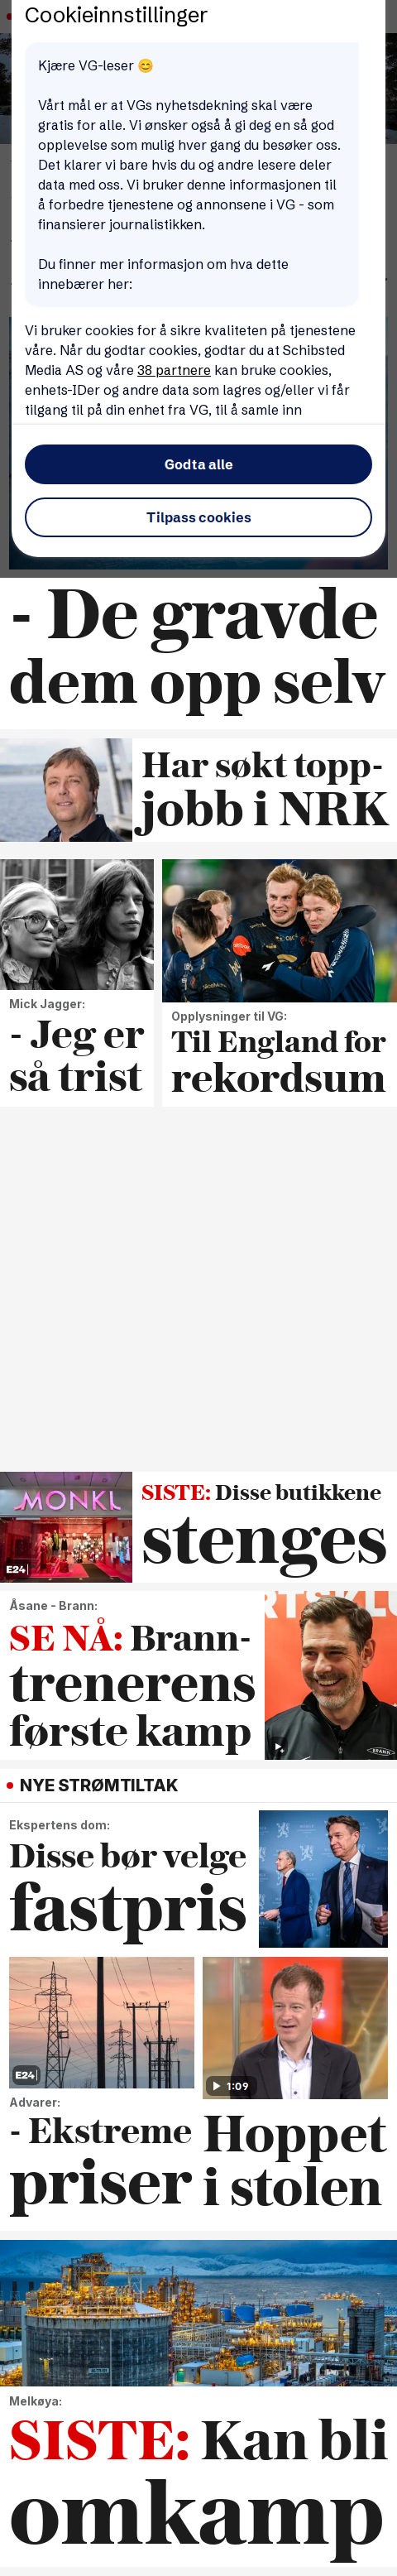 Cookieinnstillinger
Kjære VG-leser 😊
Vårt mål er at VGs nyhetsdekning skal være
gratis for alle. Vi ønsker også å gi deg en så god
opplevelse som mulig hver gang du besøker oss.
Det klarer vi bare hvis du og andre lesere deler
data med oss. Vi bruker denne informasjonen til
å forbedre tjenestene og annonsene i VG - som
finansierer journalistikken.
Du finner mer informasjon om hva dette
innebærer her:
Vi bruker cookies for å sikre kvaliteten på tjenestene
våre. Når du godtar cookies, godtar du at Schibsted
Media AS og våre 38 partnere kan bruke cookies,
enhets-IDer og andre data som lagres og/eller vi får
tilgang til på din enhet fra VG, til å samle inn
Godta alle
Tilpass cookies
- De gravde
dem opp selv
Har søkt topp-
jobb i NRK
Mick Jagger:
- Jeg er
så trist
Opplysninger til VG:
Til England for
rekordsum
MONKI
E24
SISTE: Disse butikkene
stenges
Åsane - Brann:
SE NÅ: Brann-
trenerens
første kamp
BRANN
NYE STRØMTILTAK
Ekspertens dom:
Disse bør velge
fastpris
E24
Advarer:
- Ekstreme
priser
1:09
Hoppet
i stolen
Melkøya:
SISTE: Kan bli
omkamp